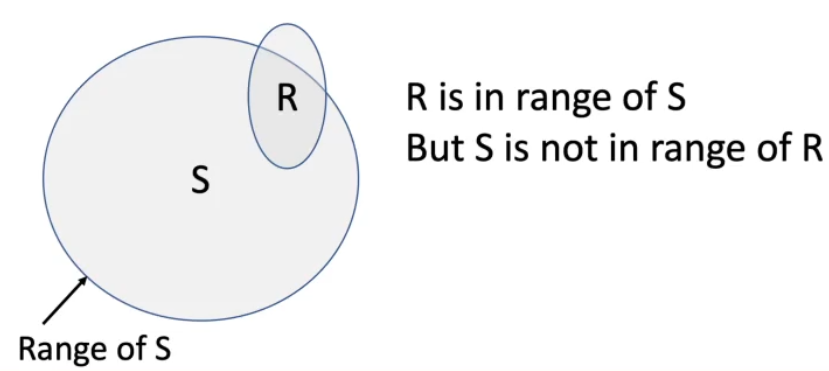 R
R is in range of S
But S is not in range of R
S
Range of S